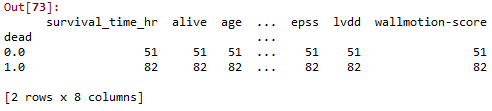 Out[73]:
survival_time_hr alive age ... epss lvdd wallmotion-score
dead ...
0.0 51 51 51 ... 51 51 51
1.0 82 82 82 ... 82 82 82
[2 rows x 8 columns]